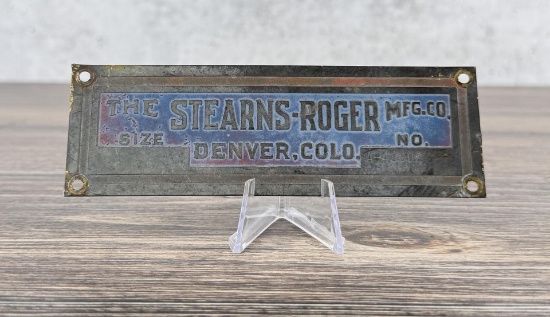 THE STEARNS-ROGER MFG.CO.
SIZE DENVER, COLO. NO.